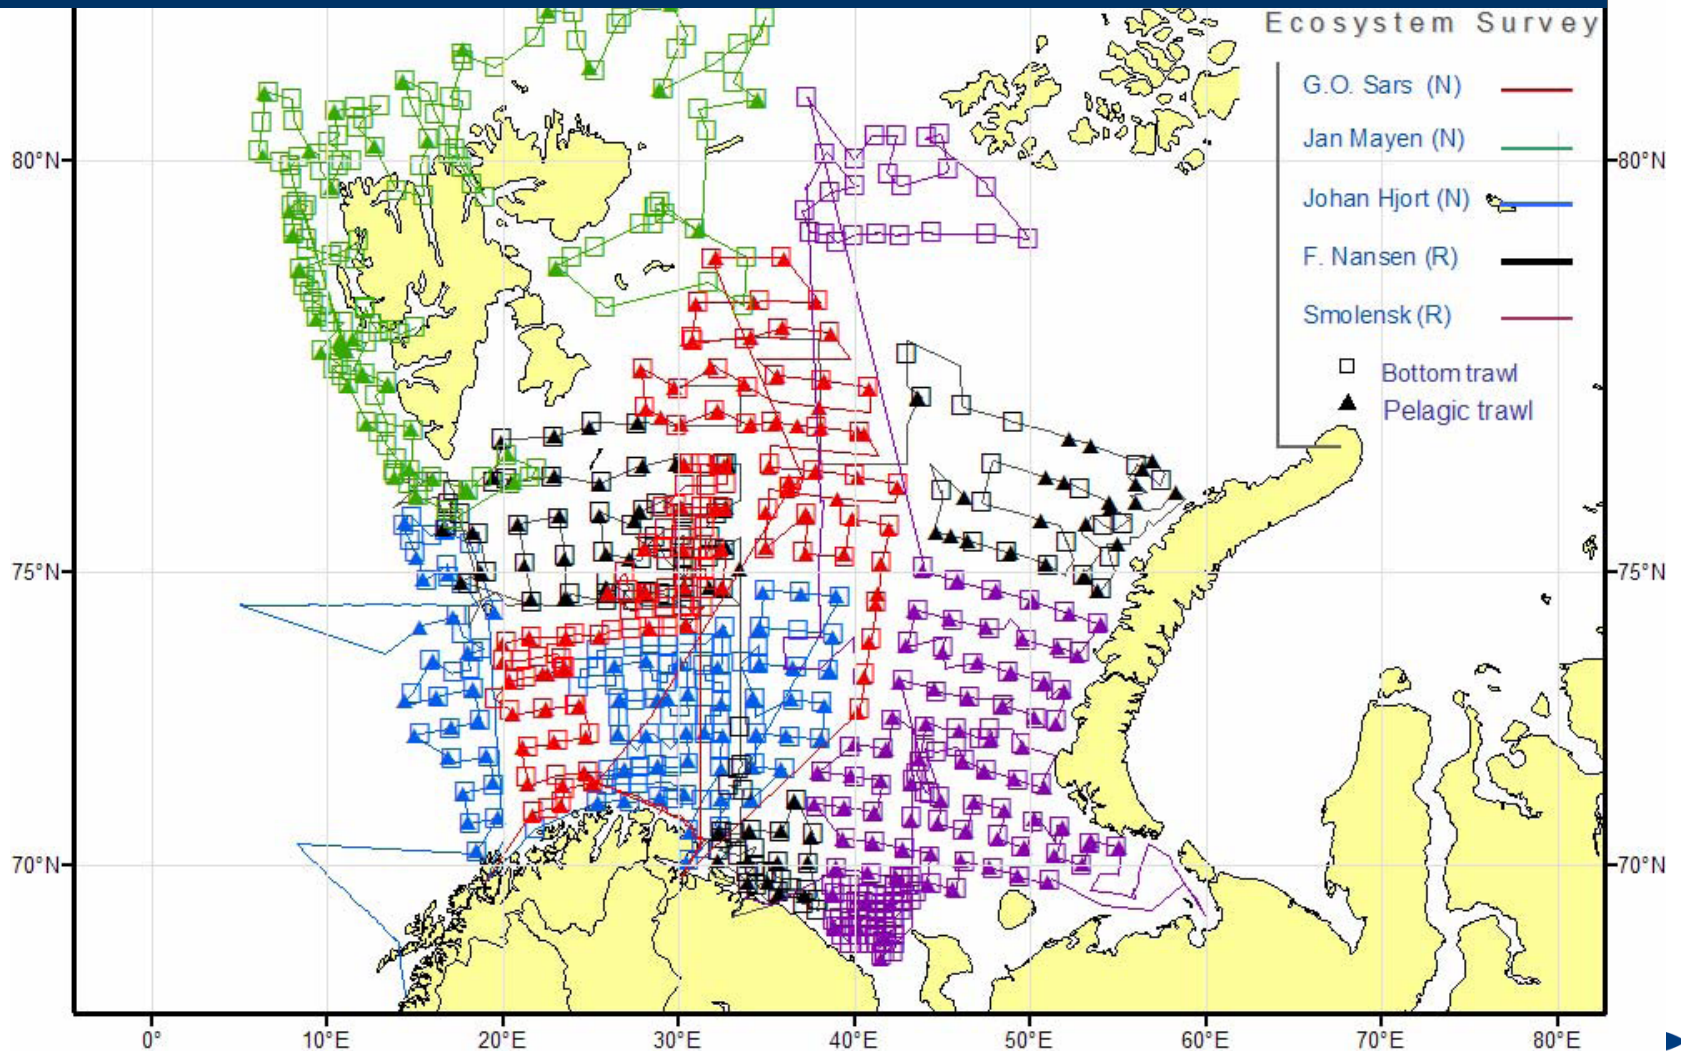 Ecosystem Survey
G.O. Sars (N)
Jan Mayen (N)
Johan Hjort (N)
F. Nansen (R)
Smolensk (R)
Bottom trawl
Pelagic trawl
80°N
80°N
75°N
75°N
70°N
70°N
0°
10°E
20°E
30°E
40°E
50°E
60°E
70°E
80°E